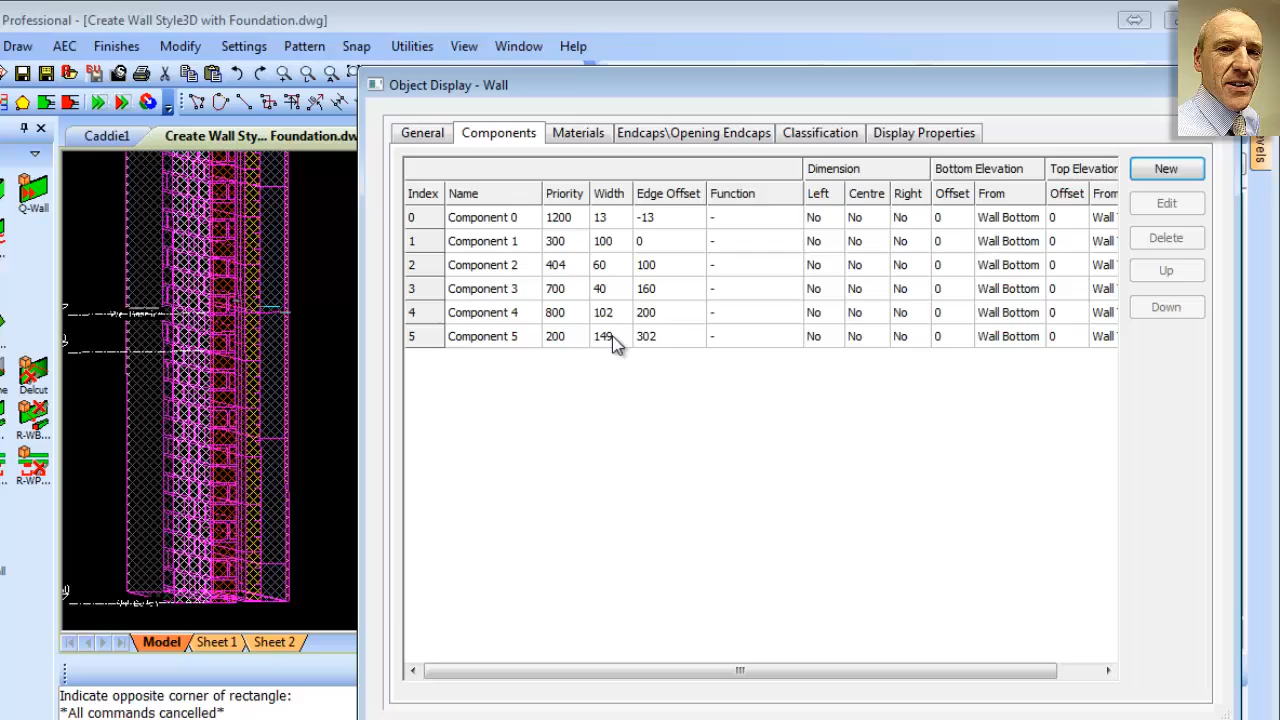 Professional - [Create Wall Style3D with Foundation.dwg]
Draw AEC Finishes Modify Settings Pattern Snap Utilities View Window Help
Object Display - Wall
Caddie1 Create Wall Sty... Foundation.dw
General Components Materials Endcaps\Opening Endcaps Classification Display Properties
Dimension Bottom Elevation Top Elevation
Index Name Priority Width Edge Offset Function Left Centre Right Offset From Offset From
0 Component 0 1200 13 -13 - No No No 0 Wall Bottom 0 Wall
1 Component 1 300 100 0 - No No No 0 Wall Bottom 0 Wall
2 Component 2 404 60 100 - No No No 0 Wall Bottom 0 Wall
3 Component 3 700 40 160 - No No No 0 Wall Bottom 0 Wall
4 Component 4 800 102 200 - No No No 0 Wall Bottom 0 Wall
5 Component 5 200 149 302 - No No No 0 Wall Bottom 0 Wall
New
Edit
Delete
Up
Down
Q-Wall
Delcut
R-WB...
R-WP...
Model Sheet 1 Sheet 2
Indicate opposite corner of rectangle:
*All commands cancelled*